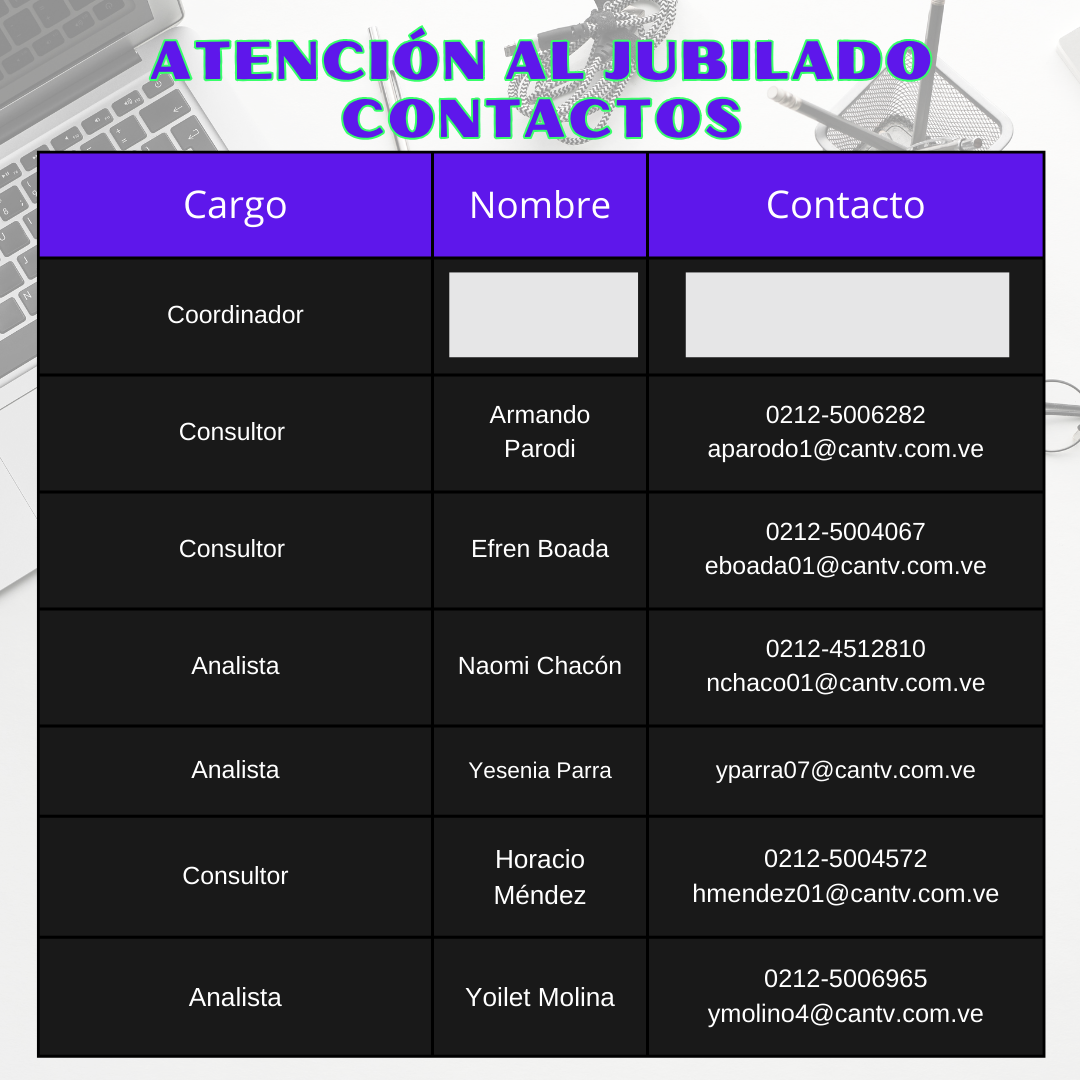 ATENCIÓN AL JUBILADO
CONTACTOS
Cargo
Nombre
Contacto
Coordinador
Consultor
Armando
Parodi
0212-5006282
aparodo1@cantv.com.ve
Consultor
Efren Boada
0212-5004067
eboada01@cantv.com.ve
Analista
Naomi Chacón
0212-4512810
nchaco01@cantv.com.ve
Analista
Yesenia Parra
yparra07@cantv.com.ve
Consultor
Horacio
Méndez
0212-5004572
hmendez01@cantv.com.ve
Analista
Yoilet Molina
0212-5006965
ymolino4@cantv.com.ve